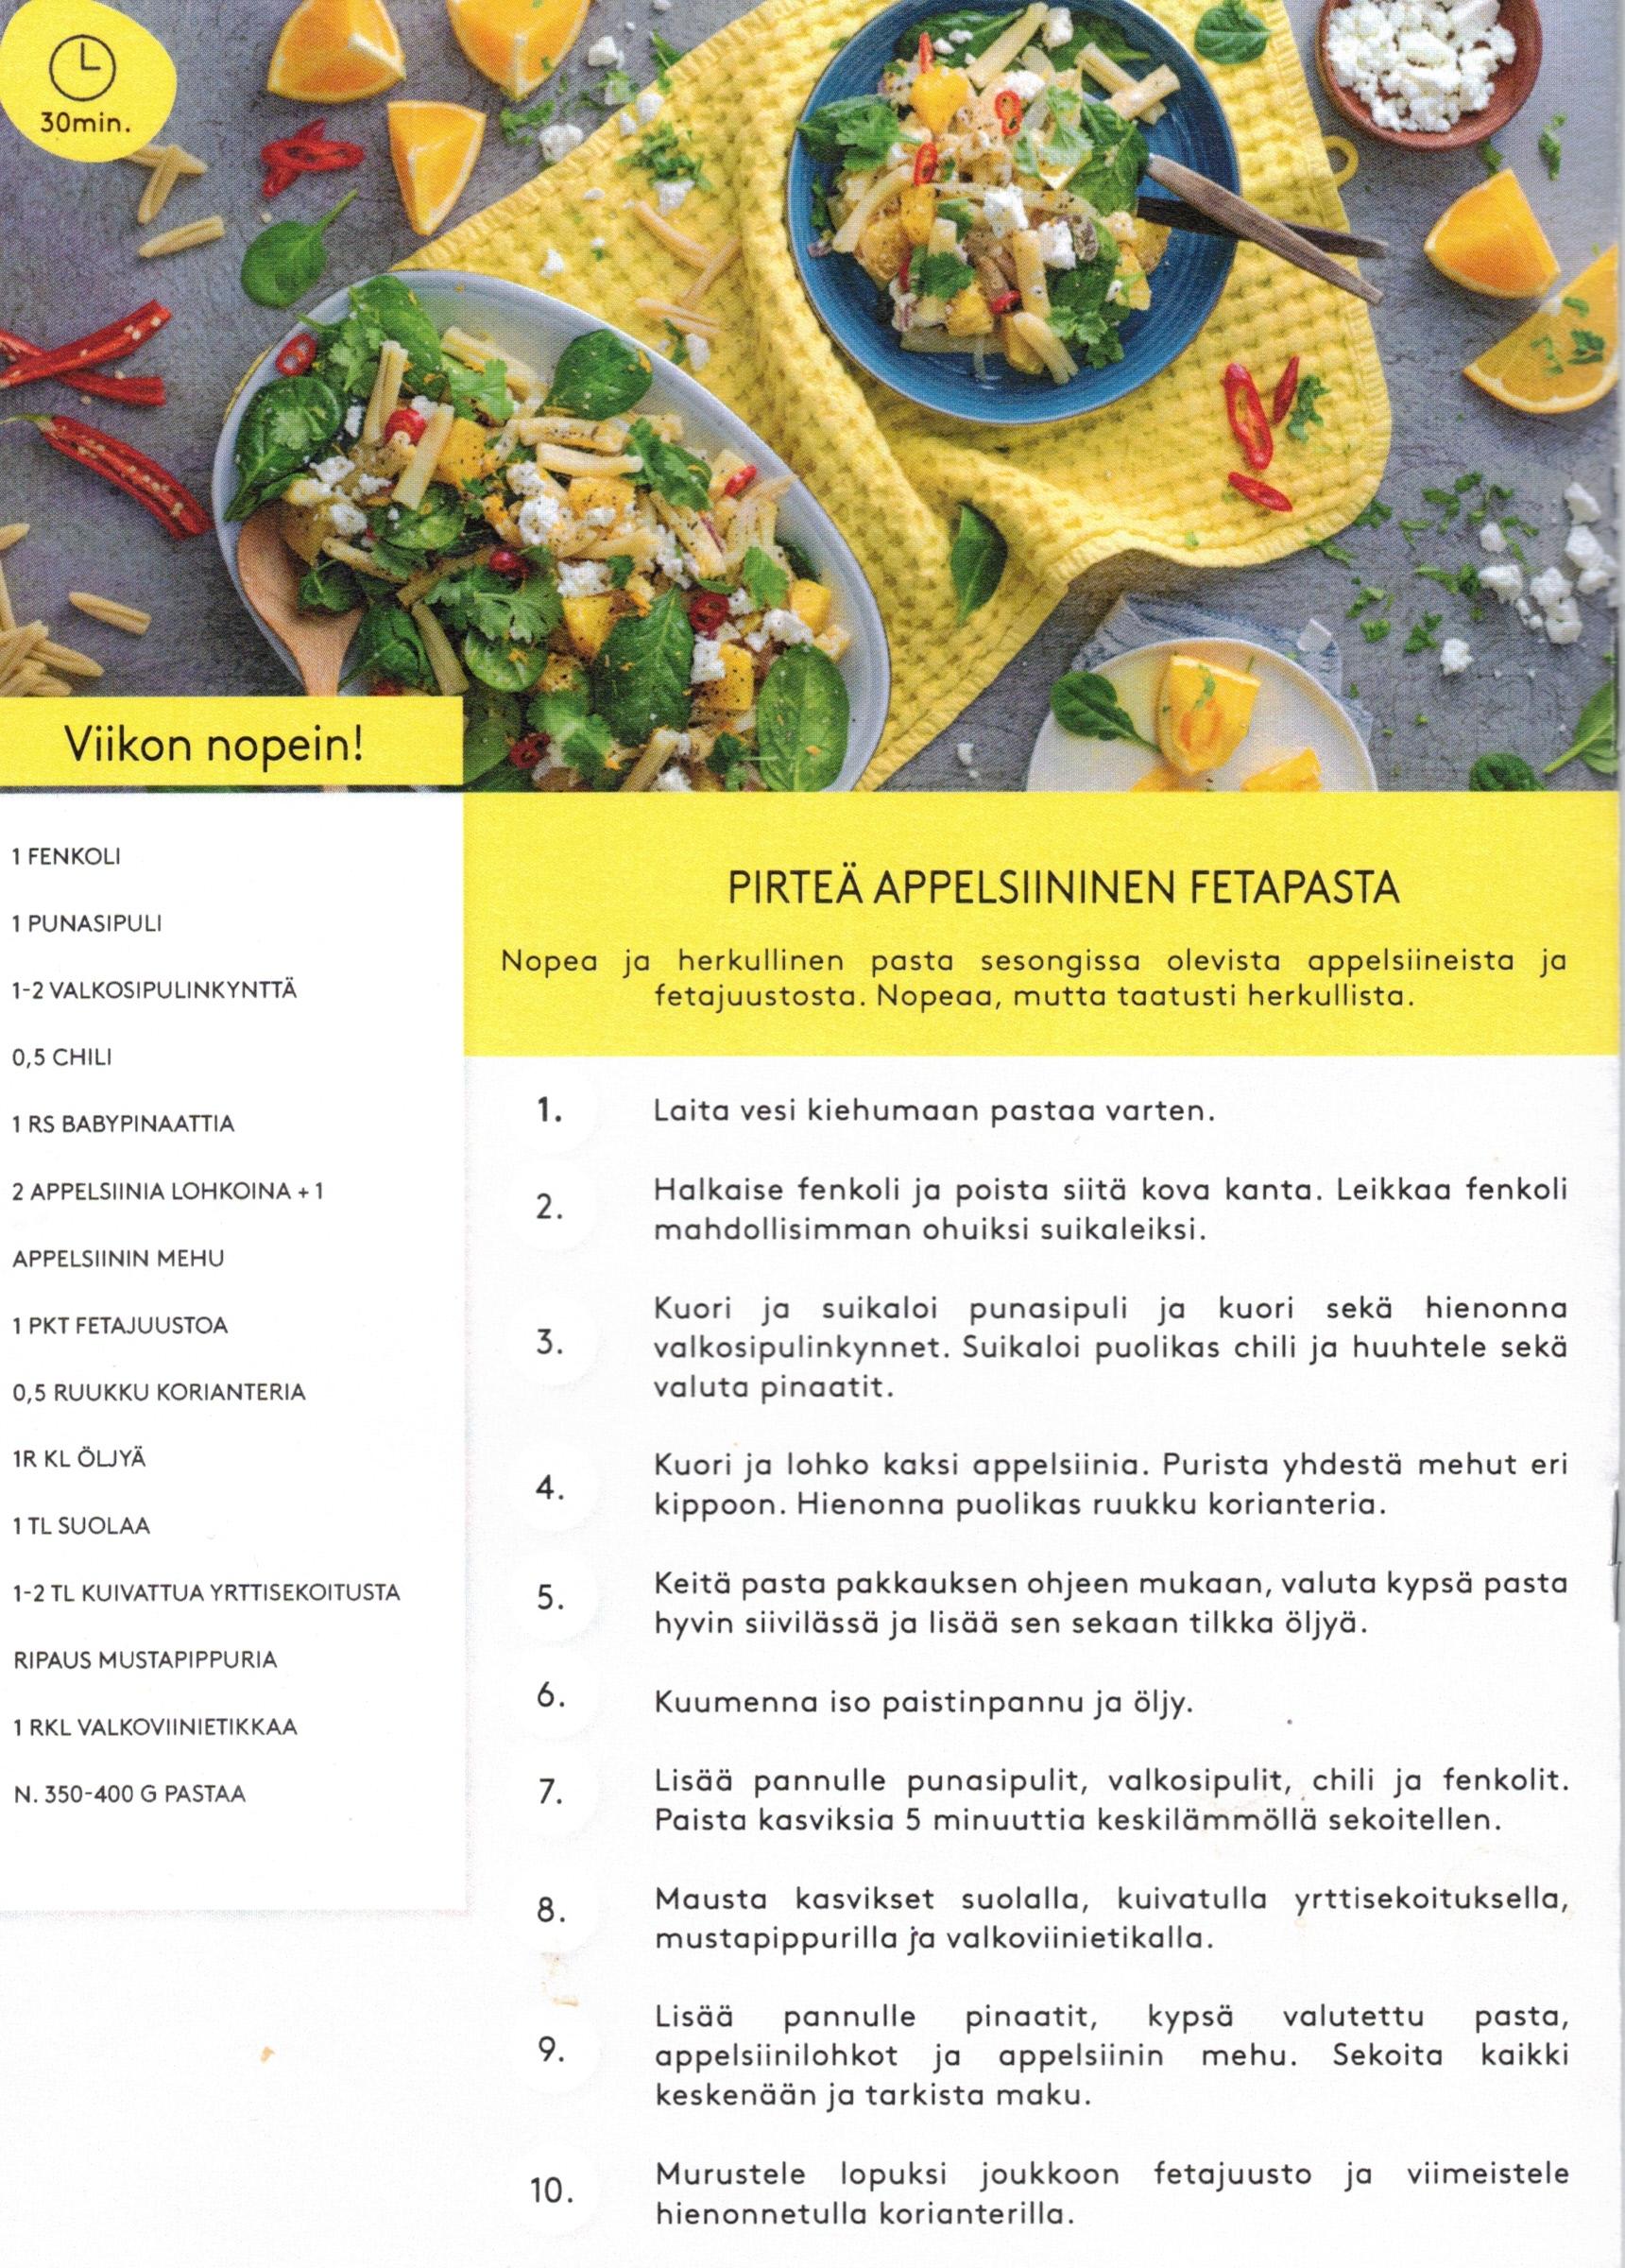 30min.
Viikon nopein!
1 FENKOLI
1 PUNASIPULI
1-2 VALKOSIPULINKYNTTÄ
0,5 CHILI
1 RS BABYPINAATTIA
2 APPELSIINIA LOHKOINA + 1
APPELSIININ MEHU
1 PKT FETAJUUSTOA
0,5 RUUKKU KORIANTERIA
1R KL ÖLJYÄ
1 TL SUOLAA
1-2 TL KUIVATTUA YRTTISEKOITUSTA
RIPAUS MUSTAPIPPURIA
1 RKL VALKOVIINIETIKKAA
N. 350-400 G PASTAA
PIRTEÄ APPELSIININEN FETAPASTA
Nopea ja herkullinen pasta sesongissa olevista appelsiineista ja
fetajuustosta. Nopeaa, mutta taatusti herkullista.
1. Laita vesi kiehumaan pastaa varten.
2. Halkaise fenkoli ja poista siitä kova kanta. Leikkaa fenkoli
mahdollisimman ohuiksi suikaleiksi.
3. Kuori ja suikaloi punasipuli ja kuori sekä hienonna
valkosipulinkynnet. Suikaloi puolikas chili ja huuhtele sekä
valuta pinaatit.
4. Kuori ja lohko kaksi appelsiinia. Purista yhdestä mehut eri
kippoon. Hienonna puolikas ruukku korianteria.
5. Keitä pasta pakkauksen ohjeen mukaan, valuta kypsä pasta
hyvin siivilässä ja lisää sen sekaan tilkka öljyä.
6. Kuumenna iso paistinpannu ja öljy.
7. Lisää pannulle punasipulit, valkosipulit, chili ja fenkolit.
Paista kasviksia 5 minuuttia keskilämmöllä sekoitellen.
8. Mausta kasvikset suolalla, kuivatulla yrttisekoituksella,
mustapippurilla ja valkoviinietikalla.
9. Lisää pannulle pinaatit, kypsä valutettu pasta,
appelsiinilohkot ja appelsiinin mehu. Sekoita kaikki
keskenään ja tarkista maku.
10. Murustele lopuksi joukkoon fetajuusto ja viimeistele
hienonnetulla korianterilla.